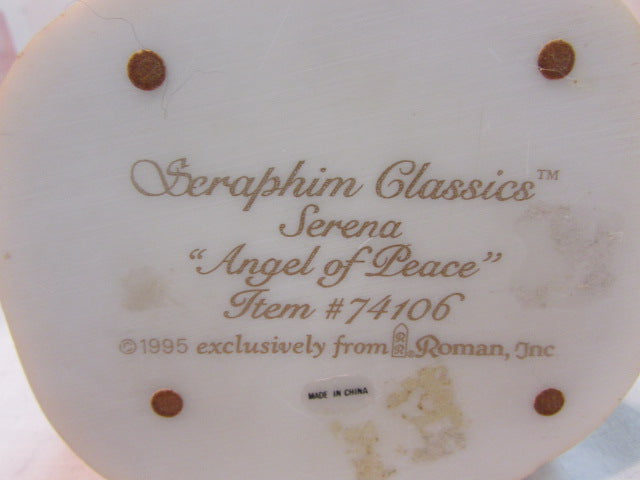 Seraphim Classics™
Serena
“Angel of Peace”
Item #74106
©1995 exclusively from R ® Roman, Inc
MADE IN CHINA